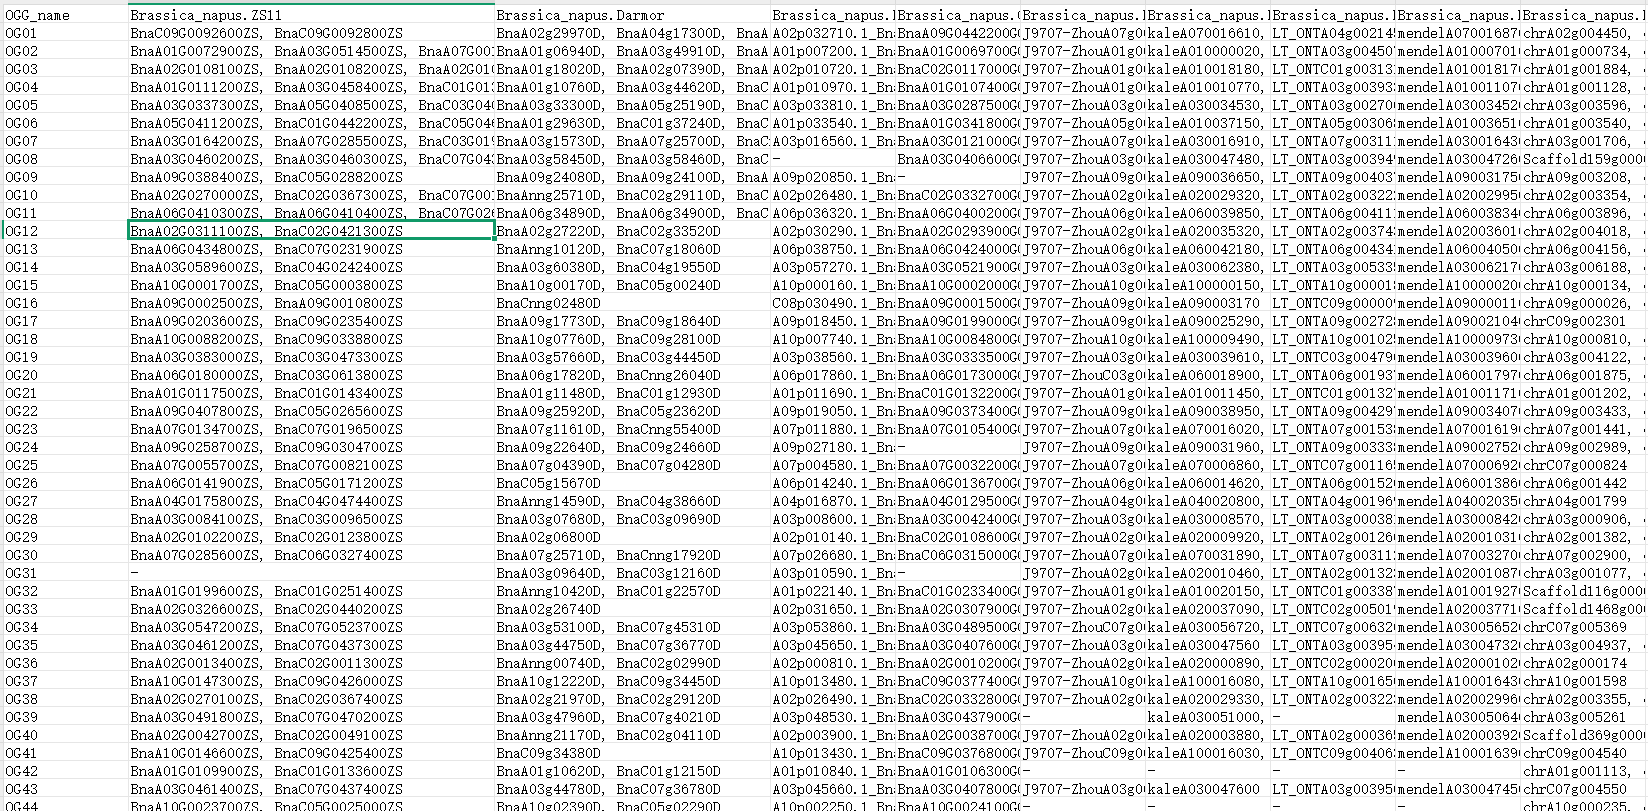 OGG_name Brassica_napus.ZS11 Brassica_napus.Darmor Brassica_napus. Brassica_napus. Brassica_napus. Brassica_napus. Brassica_napus. Brassica_napus. Brassica_napus.
OG01 BnaC09G0092600ZS, BnaC09G0092800ZS BnaA02g29970D, BnaA04g17300D, BnaA A02p032710.1_Bn BnaA09G0442200G J9707-ZhouA07g0 kaleA070016610, LT_ONTA04g00214 mendelA07001687 chrA02g004450,
OG02 BnaA01G0072900ZS, BnaA03G0514500ZS, BnaA07G00 BnaA01g06940D, BnaA03g49910D, BnaA A01p007200.1_Bn BnaA01G0069700G J9707-ZhouA01g0 kaleA010000020, LT_ONTA03g00450 mendelA01000701 chrA01g000734,
OG03 BnaA02G0108100ZS, BnaA02G0108200ZS, BnaA02G01 BnaA01g18020D, BnaA02g07390D, BnaA A02p010720.1_Bn BnaC02G0117000G J9707-ZhouA01g0 kaleA010018180, LT_ONTC01g00313 mendelA01001817 chrA01g001884,
OG04 BnaA01G0111200ZS, BnaA03G0458400ZS, BnaC01G01 BnaA01g10760D, BnaA03g44620D, BnaC A01p010970.1_Bn BnaA01G0107400G J9707-ZhouA01g0 kaleA010010770, LT_ONTA03g00393 mendelA01001107 chrA01g001128,
OG05 BnaA03G0337300ZS, BnaA05G0408500ZS, BnaC03G04 BnaA03g33300D, BnaA05g25190D, BnaC A03p033810.1_Bn BnaA03G0287500G J9707-ZhouA03g0 kaleA030034530, LT_ONTA03g00270 mendelA03003452 chrA03g003596,
OG06 BnaA05G0411200ZS, BnaC01G0442200ZS, BnaC05G04 BnaA01g29630D, BnaC01g37240D, BnaC A01p033540.1_Bn BnaA01G0341800G J9707-ZhouA05g0 kaleA010037150, LT_ONTA05g00306 mendelA01003651 chrA01g003540,
OG07 BnaA03G0164200ZS, BnaA07G0285500ZS, BnaC03G01 BnaA03g15730D, BnaA07g25700D, BnaC A03p016560.1_Bn BnaA03G0121000G J9707-ZhouA03g0 kaleA030016910, LT_ONTA07g00311 mendelA03001643 chrA03g001706,
OG08 BnaA03G0460200ZS, BnaA03G0460300ZS, BnaC07G04 BnaA03g58450D, BnaA03g58460D, BnaC - BnaA03G0406600G J9707-ZhouA03g0 kaleA030047480, LT_ONTA03g00394 mendelA03004726 Scaffold159g000
OG09 BnaA09G0388400ZS, BnaC05G0288200ZS BnaA09g24080D, BnaA09g24100D, BnaA A09p020850.1_Bn - J9707-ZhouA09g0 kaleA090036650, LT_ONTA09g00403 mendelA09003175 chrA09g003208,
OG10 BnaA02G0270000ZS, BnaC02G0367300ZS, BnaC07G00 BnaAnng25710D, BnaC02g29110D, BnaC A02p026480.1_Bn BnaC02G0332700G J9707-ZhouA02g0 kaleA020029320, LT_ONTA02g00322 mendelA02002995 chrA02g003354,
OG11 BnaA06G0410300ZS, BnaA06G0410400ZS, BnaC07G02 BnaA06g34890D, BnaA06g34900D, BnaC A06p036320.1_Bn BnaA06G0400200G J9707-ZhouA06g0 kaleA060039850, LT_ONTA06g00411 mendelA06003834 chrA06g003896,
OG12 BnaA02G0311100ZS, BnaC02G0421300ZS BnaA02g27220D, BnaC02g33520D A02p030290.1_Bn BnaA02G0293900G J9707-ZhouA02g0 kaleA020035320, LT_ONTA02g00374 mendelA02003601 chrA02g004018,
OG13 BnaA06G0434800ZS, BnaC07G0231900ZS BnaAnng10120D, BnaC07g18060D A06p038750.1_Bn BnaA06G0424000G J9707-ZhouA06g0 kaleA060042180, LT_ONTA06g00434 mendelA06004050 chrA06g004156,
OG14 BnaA03G0589600ZS, BnaC04G0242400ZS BnaA03g60380D, BnaC04g19550D A03p057270.1_Bn BnaA03G0521900G J9707-ZhouA03g0 kaleA030062380, LT_ONTA03g00533 mendelA03006217 chrA03g006188,
OG15 BnaA10G0001700ZS, BnaC05G0003800ZS BnaA10g00170D, BnaC05g00240D A10p000160.1_Bn BnaA10G0002000G J9707-ZhouA10g0 kaleA100000150, LT_ONTA10g00001 mendelA10000020 chrA10g000134,
OG16 BnaA09G0002500ZS, BnaA09G0010800ZS BnaCnng02480D C08p030490.1_Bn BnaA09G0001500G J9707-ZhouA09g0 kaleA090003170 LT_ONTC09g00000 mendelA09000011 chrA09g000026,
OG17 BnaA09G0203600ZS, BnaC09G0235400ZS BnaA09g17730D, BnaC09g18640D A09p018450.1_Bn BnaA09G0199000G J9707-ZhouA09g0 kaleA090025290, LT_ONTA09g00272 mendelA09002104 chrC09g002301
OG18 BnaA10G0088200ZS, BnaC09G0338800ZS BnaA10g07760D, BnaC09g28100D A10p007740.1_Bn BnaA10G0084800G J9707-ZhouA10g0 kaleA100009490, LT_ONTA10g00102 mendelA10000973 chrA10g000810,
OG19 BnaA03G0383000ZS, BnaC03G0473300ZS BnaA03g57660D, BnaC03g44450D A03p038560.1_Bn BnaA03G0333500G J9707-ZhouA03g0 kaleA030039610, LT_ONTC03g00479 mendelA03003960 chrA03g004122,
OG20 BnaA06G0180000ZS, BnaC03G0613800ZS BnaA06g17820D, BnaCnng26040D A06p017860.1_Bn BnaA06G0173000G J9707-ZhouC03g0 kaleA060018900, LT_ONTA06g00193 mendelA06001797 chrA06g001875,
OG21 BnaA01G0117500ZS, BnaC01G0143400ZS BnaA01g11480D, BnaC01g12930D A01p011690.1_Bn BnaC01G0132200G J9707-ZhouA01g0 kaleA010011450, LT_ONTC01g00132 mendelA01001171 chrA01g001202,
OG22 BnaA09G0407800ZS, BnaC05G0265600ZS BnaA09g25920D, BnaC05g23620D A09p019050.1_Bn BnaA09G0373400G J9707-ZhouA09g0 kaleA090038950, LT_ONTA09g00429 mendelA09003407 chrA09g003433,
OG23 BnaA07G0134700ZS, BnaC07G0196500ZS BnaA07g11610D, BnaCnng55400D A07p011880.1_Bn BnaA07G0105400G J9707-ZhouA07g0 kaleA070016020, LT_ONTA07g00153 mendelA07001619 chrA07g001441,
OG24 BnaA09G0258700ZS, BnaC09G0304700ZS BnaA09g22640D, BnaC09g24660D A09p027180.1_Bn - J9707-ZhouA09g0 kaleA090031960, LT_ONTA09g00333 mendelA09002752 chrA09g002989,
OG25 BnaA07G0055700ZS, BnaC07G0082100ZS BnaA07g04390D, BnaC07g04280D A07p004580.1_Bn BnaA07G0032200G J9707-ZhouA07g0 kaleA070006860, LT_ONTC07g00116 mendelA07000692 chrC07g000824
OG26 BnaA06G0141900ZS, BnaC05G0171200ZS BnaC05g15670D A06p014240.1_Bn BnaA06G0136700G J9707-ZhouA06g0 kaleA060014620, LT_ONTA06g00152 mendelA06001386 chrA06g001442
OG27 BnaA04G0175800ZS, BnaC04G0474400ZS BnaAnng14590D, BnaC04g38660D A04p016870.1_Bn BnaA04G0129500G J9707-ZhouA04g0 kaleA040020800, LT_ONTA04g00196 mendelA04002035 chrA04g001799
OG28 BnaA03G0084100ZS, BnaC03G0096500ZS BnaA03g07680D, BnaC03g09690D A03p008600.1_Bn BnaA03G0042400G J9707-ZhouA03g0 kaleA030008570, LT_ONTA03g00038 mendelA03000842 chrA03g000906,
OG29 BnaA02G0102200ZS, BnaC02G0123800ZS BnaA02g06800D A02p010140.1_Bn BnaC02G0108600G J9707-ZhouA02g0 kaleA020009920, LT_ONTA02g00126 mendelA02001031 chrA02g001382,
OG30 BnaA07G0285600ZS, BnaC06G0327400ZS BnaA07g25710D, BnaCnng17920D A07p026680.1_Bn BnaC06G0315000G J9707-ZhouA07g0 kaleA070031890, LT_ONTA07g00311 mendelA07003270 chrA07g002900,
OG31 - BnaA03g09640D, BnaC03g12160D A03p010590.1_Bn - J9707-ZhouA02g0 kaleA020010460, LT_ONTA02g00132 mendelA02001087 chrA03g001077,
OG32 BnaA01G0199600ZS, BnaC01G0251400ZS BnaAnng10420D, BnaC01g22570D A01p022140.1_Bn BnaC01G0233400G J9707-ZhouA01g0 kaleA010020150, LT_ONTC01g00338 mendelA01001927 Scaffold116g000
OG33 BnaA02G0326600ZS, BnaC02G0440200ZS BnaA02g26740D A02p031650.1_Bn BnaA02G0307900G J9707-ZhouA02g0 kaleA020037090, LT_ONTC02g00501 mendelA02003771 Scaffold1468g00
OG34 BnaA03G0547200ZS, BnaC07G0523700ZS BnaA03g53100D, BnaC07g45310D A03p053860.1_Bn BnaA03G0489500G J9707-ZhouC07g0 kaleA030056720, LT_ONTC07g00632 mendelA03005652 chrC07g005369
OG35 BnaA03G0461200ZS, BnaC07G0437300ZS BnaA03g44750D, BnaC07g36770D A03p045650.1_Bn BnaA03G0407600G J9707-ZhouA03g0 kaleA030047560 LT_ONTA03g00395 mendelA03004732 chrA03g004937,
OG36 BnaA02G0013400ZS, BnaC02G0011300ZS BnaAnng00740D, BnaC02g02990D A02p000810.1_Bn BnaA02G0010200G J9707-ZhouA02g0 kaleA020000890, LT_ONTC02g00020 mendelA02000102 chrA02g000174
OG37 BnaA10G0147300ZS, BnaC09G0426000ZS BnaA10g12220D, BnaC09g34450D A10p013480.1_Bn BnaC09G0377400G J9707-ZhouA10g0 kaleA100016080, LT_ONTA10g00165 mendelA10001643 chrA10g001598
OG38 BnaA02G0270100ZS, BnaC02G0367400ZS BnaA02g21970D, BnaC02g29120D A02p026490.1_Bn BnaC02G0332800G J9707-ZhouA02g0 kaleA020029330, LT_ONTA02g00322 mendelA02002996 chrA02g003355,
OG39 BnaA03G0491800ZS, BnaC07G0470200ZS BnaA03g47960D, BnaC07g40210D A03p048530.1_Bn BnaA03G0437900G - kaleA030051000, - mendelA03005064 chrA03g005261
OG40 BnaA02G0042700ZS, BnaC02G0049100ZS BnaAnng21170D, BnaC02g04110D A02p003900.1_Bn BnaA02G0038700G J9707-ZhouA02g0 kaleA020003880, LT_ONTA02g00036 mendelA02000392 Scaffold369g000
OG41 BnaA10G0146600ZS, BnaC09G0425400ZS BnaC09g34380D A10p013430.1_Bn BnaC09G0376800G J9707-ZhouC09g0 kaleA100016030, LT_ONTC09g00406 mendelA10001639 chrC09g004540
OG42 BnaA01G0109900ZS, BnaC01G0133600ZS BnaA01g10620D, BnaC01g12150D A01p010840.1_Bn BnaA01G0106300G - - - - chrA01g001113,
OG43 BnaA03G0461400ZS, BnaC07G0437400ZS BnaA03g44780D, BnaC07g36780D A03p045660.1_Bn BnaA03G0407800G J9707-ZhouA03g0 kaleA030047600 LT_ONTA03g00395 mendelA03004745 chrC07g004550
OG44 BnaA10G0023700ZS, BnaC05G0025000ZS BnaA10g02390D, BnaC05g02290D A10p002250.1_Bn BnaA10G0024100G - - - - chrA10g000235,